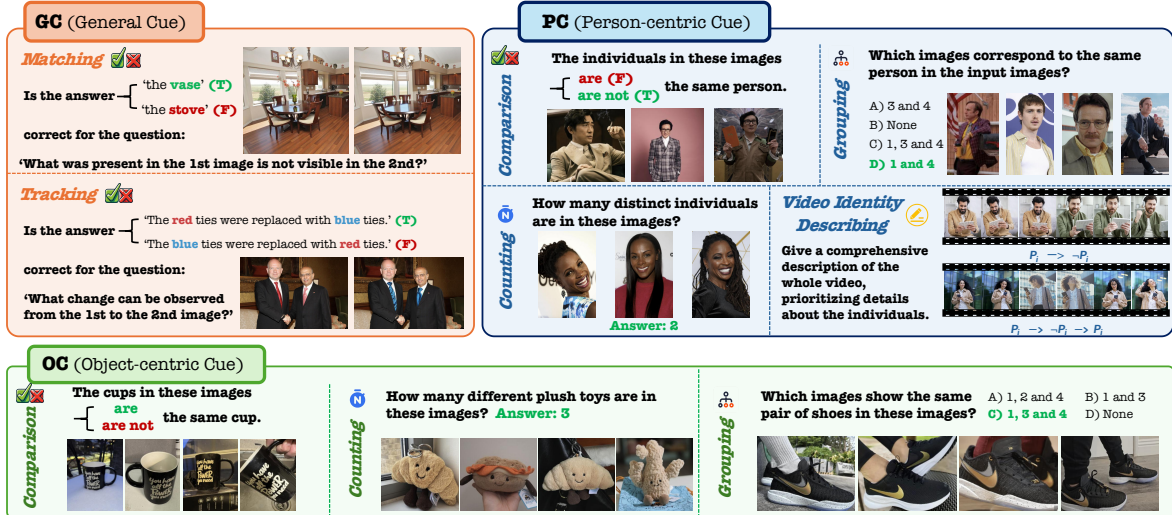 GC (General Cue)
Matching
Is the answer
'the vase' (T)
'the stove' (F)
correct for the question:
'What was present in the 1st image is not visible in the 2nd?'
Tracking
Is the answer
'The red ties were replaced with blue ties.' (T)
'The blue ties were replaced with red ties.' (F)
correct for the question:
'What change can be observed
from the 1st to the 2nd image?'
PC (Person-centric Cue)
Comparison
The individuals in these images
are (F)
are not (T)
the same person.
Grouping
Which images correspond to the same
person in the input images?
A) 3 and 4
B) None
C) 1, 3 and 4
D) 1 and 4
Counting
N
How many distinct individuals
are in these images?
Answer: 2
Video Identity
Describing
Give a comprehensive
description of the
whole video,
prioritizing details
about the individuals.
Pi -> ¬Pi
Pi -> ¬Pi -> Pi
OC (Object-centric Cue)
Comparison
The cups in these images
are
are not
the same cup.
Counting
N
How many different plush toys are in
these images? Answer: 3
Grouping
Which images show the same
pair of shoes in these images?
A) 1, 2 and 4
B) 1 and 3
C) 1, 3 and 4
D) None